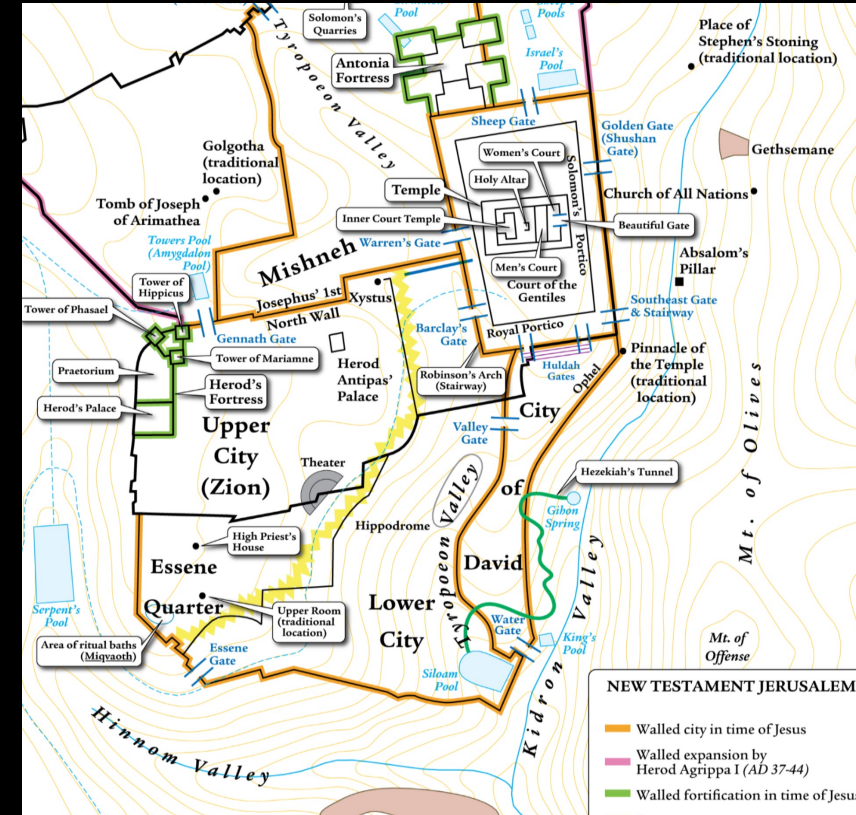 Solomon's
Quarries
Pool
Pools
Tyropoeon Valley
Antonia
Fortress
Israel's
Pool
Place of
Stephen's Stoning
(traditional location)
Sheep Gate
Golden Gate
(Shushan
Gate)
Gethsemane
Golgotha
(traditional
location)
Women's Court
Holy Altar
Solomon's Portico
Temple
Church of All Nations
Tomb of Joseph
of Arimathea
Inner Court Temple
Beautiful Gate
Towers Pool
(Amygdalon
Pool)
Mishneh
Warren's Gate
Men's Court
Court of the
Gentiles
Absalom's
Pillar
Tower of
Hippicus
Josephus' 1st
North Wall
Xystus
Tower of Phasael
Gennath Gate
Barclay's
Gate
Royal Portico
Southeast Gate
& Stairway
Tower of Mariamne
Herod
Antipas'
Palace
Robinson's Arch
(Stairway)
Huldah
Gates
Ophel
Pinnacle of
the Temple
(traditional
location)
Praetorium
Herod's
Fortress
Herod's Palace
Upper
City
(Zion)
City
of
David
Valley
Gate
Mt. of Olives
Theater
Tyropoeon Valley
Hezekiah's Tunnel
Gihon
Spring
Hippodrome
High Priest's
House
Essene
Quarter
Serpent's
Pool
Upper Room
(traditional
location)
Lower
City
Kidron Valley
Water
Gate
King's
Pool
Area of ritual baths
(Miqvaoth)
Essene
Gate
Siloam
Pool
Mt. of
Offense
Hinnom Valley
NEW TESTAMENT JERUSALEM
Walled city in time of Jesus
Walled expansion by
Herod Agrippa I (AD 37-44)
Walled fortification in time of Jesus